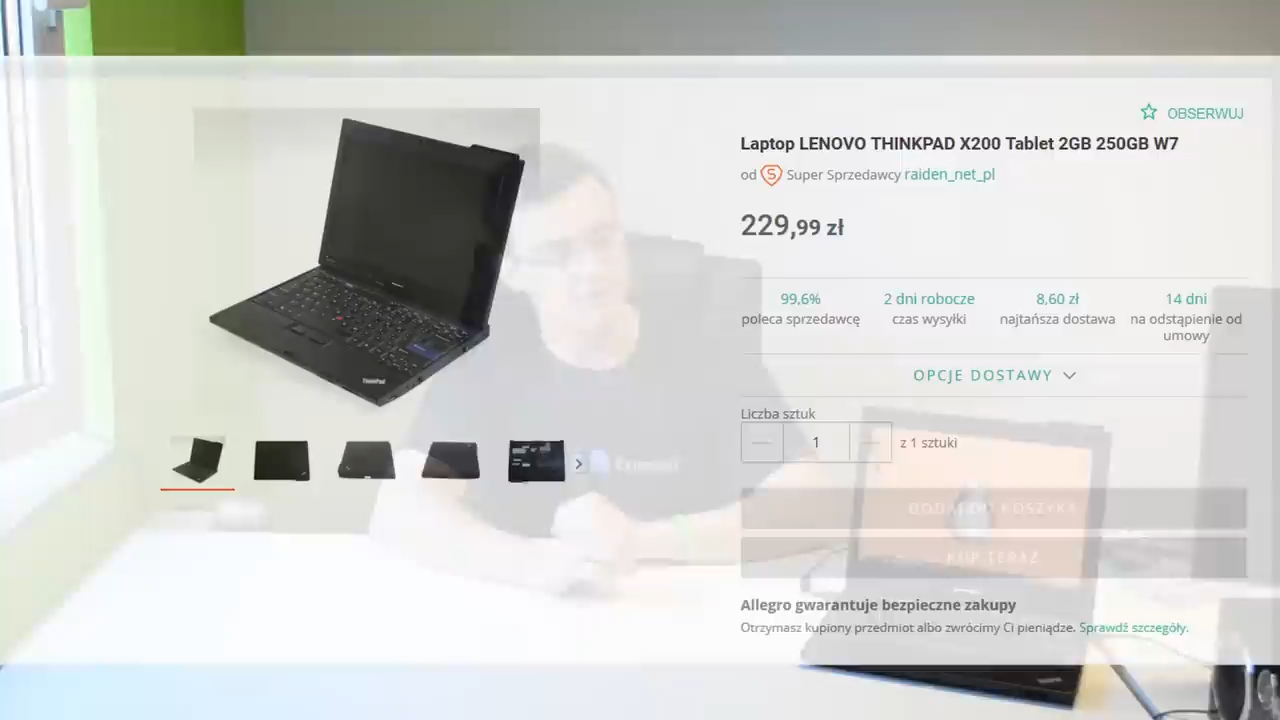 OBSERWUJ
Laptop LENOVO THINKPAD X200 Tablet 2GB 250GB W7
od S Super Sprzedawcy raiden_net_pl
229,99 zł
99,6% 2 dni robocze 8,60 zł 14 dni
poleca sprzedawcę czas wysyłki najtańsza dostawa na odstąpienie od
umowy
OPCJE DOSTAWY
Liczba sztuk
1 z 1 sztuki
DODAJ DO KOSZYKA
KUP TERAZ
Allegro gwarantuje bezpieczne zakupy
Otrzymasz kupiony przedmiot albo zwrócimy Ci pieniądze. Sprawdź szczegóły.
ThinkPad